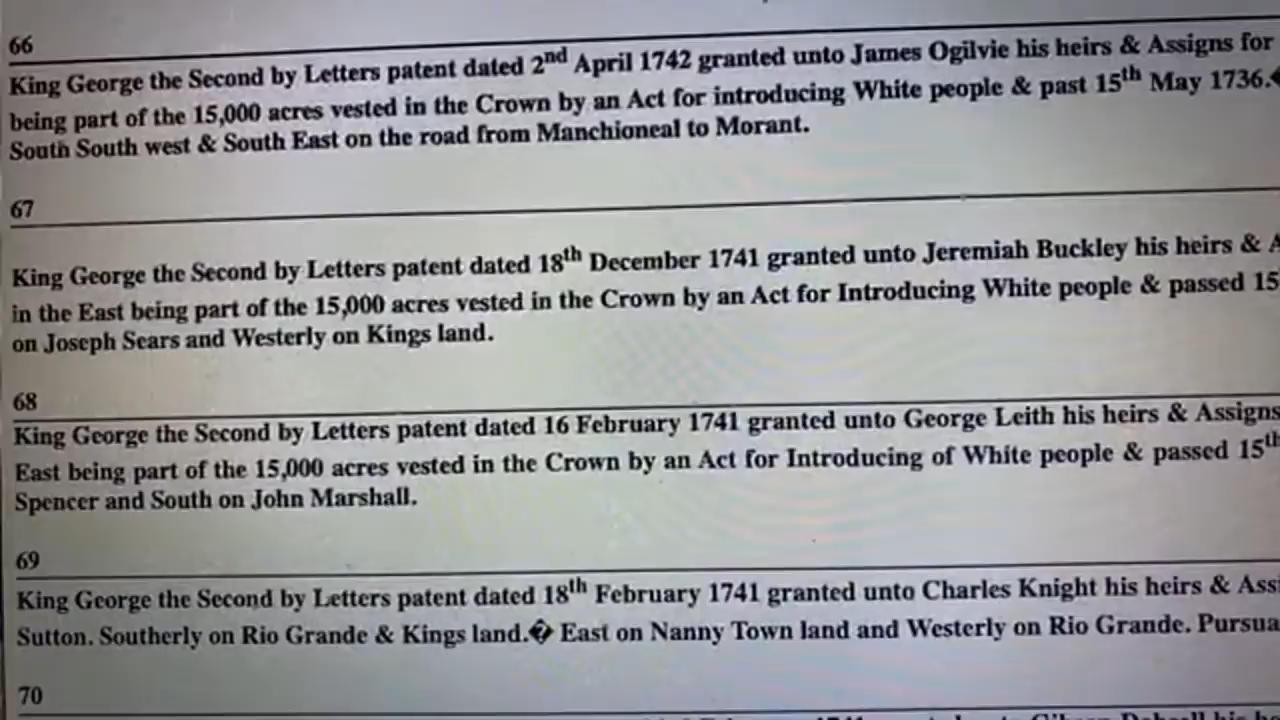 66
King George the Second by Letters patent dated 2nd April 1742 granted unto James Ogilvie his heirs & Assigns for
being part of the 15,000 acres vested in the Crown by an Act for introducing White people & past 15th May 1736.
South South west & South East on the road from Manchioneal to Morant.
67
King George the Second by Letters patent dated 18th December 1741 granted unto Jeremiah Buckley his heirs & A
in the East being part of the 15,000 acres vested in the Crown by an Act for Introducing White people & passed 15
on Joseph Sears and Westerly on Kings land.
68
King George the Second by Letters patent dated 16 February 1741 granted unto George Leith his heirs & Assigns
East being part of the 15,000 acres vested in the Crown by an Act for Introducing of White people & passed 15th
Spencer and South on John Marshall.
69
King George the Second by Letters patent dated 18th February 1741 granted unto Charles Knight his heirs & Assi
Sutton. Southerly on Rio Grande & Kings land.� East on Nanny Town land and Westerly on Rio Grande. Pursua
70